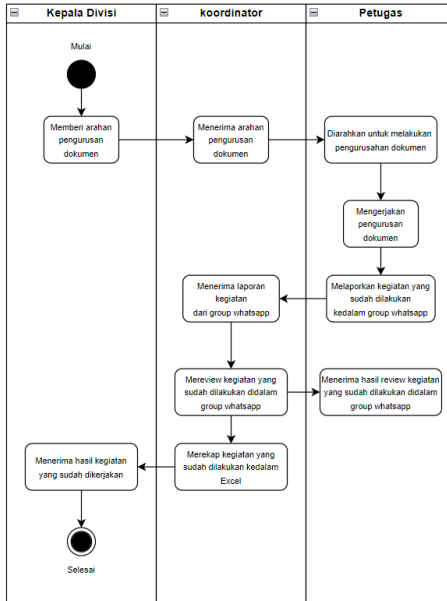 Kepala Divisi
koordinator
Petugas
Mulai
Memberi arahan
pengurusan
dokumen
Menerima arahan
pengurusan
dokumen
Diarahkan untuk melakukan
pengurusahan dokumen
Mengerjakan
pengurusan
dokumen
Melaporkan kegiatan yang
sudah dilakukan
kedalam group whatsapp
Menerima laporan
kegiatan
dari group whatsapp
Mereview kegiatan yang
sudah dilakukan didalam
group whatsapp
Menerima hasil review kegiatan
yang sudah dilakukan didalam
group whatsapp
Merekap kegiatan yang
sudah dilakukan kedalam
Excel
Menerima hasil kegiatan
yang sudah dikerjakan
Selesai